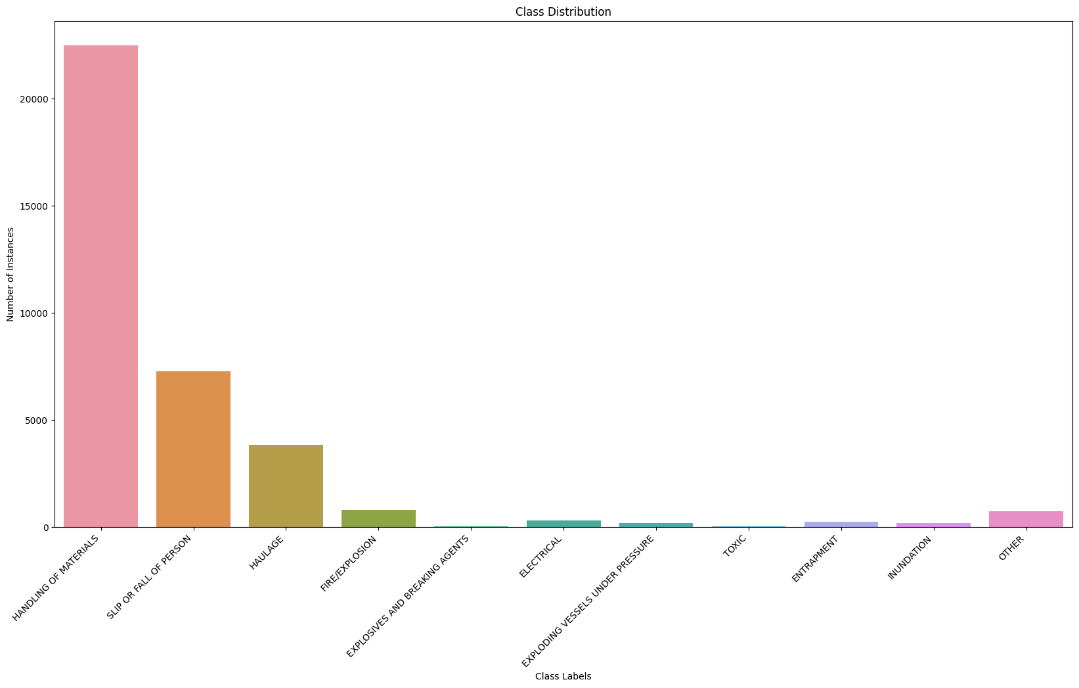 Class Distribution
Number of Instances
20000
15000
10000
5000
0
HANDLING OF MATERIALS
SLIP OR FALL OF PERSON
HAULAGE
FIRE/EXPLOSION
EXPLOSIVES AND BREAKING AGENTS
ELECTRICAL
EXPLODING VESSELS UNDER PRESSURE
TOXIC
ENTRAPMENT
INUNDATION
OTHER
Class Labels